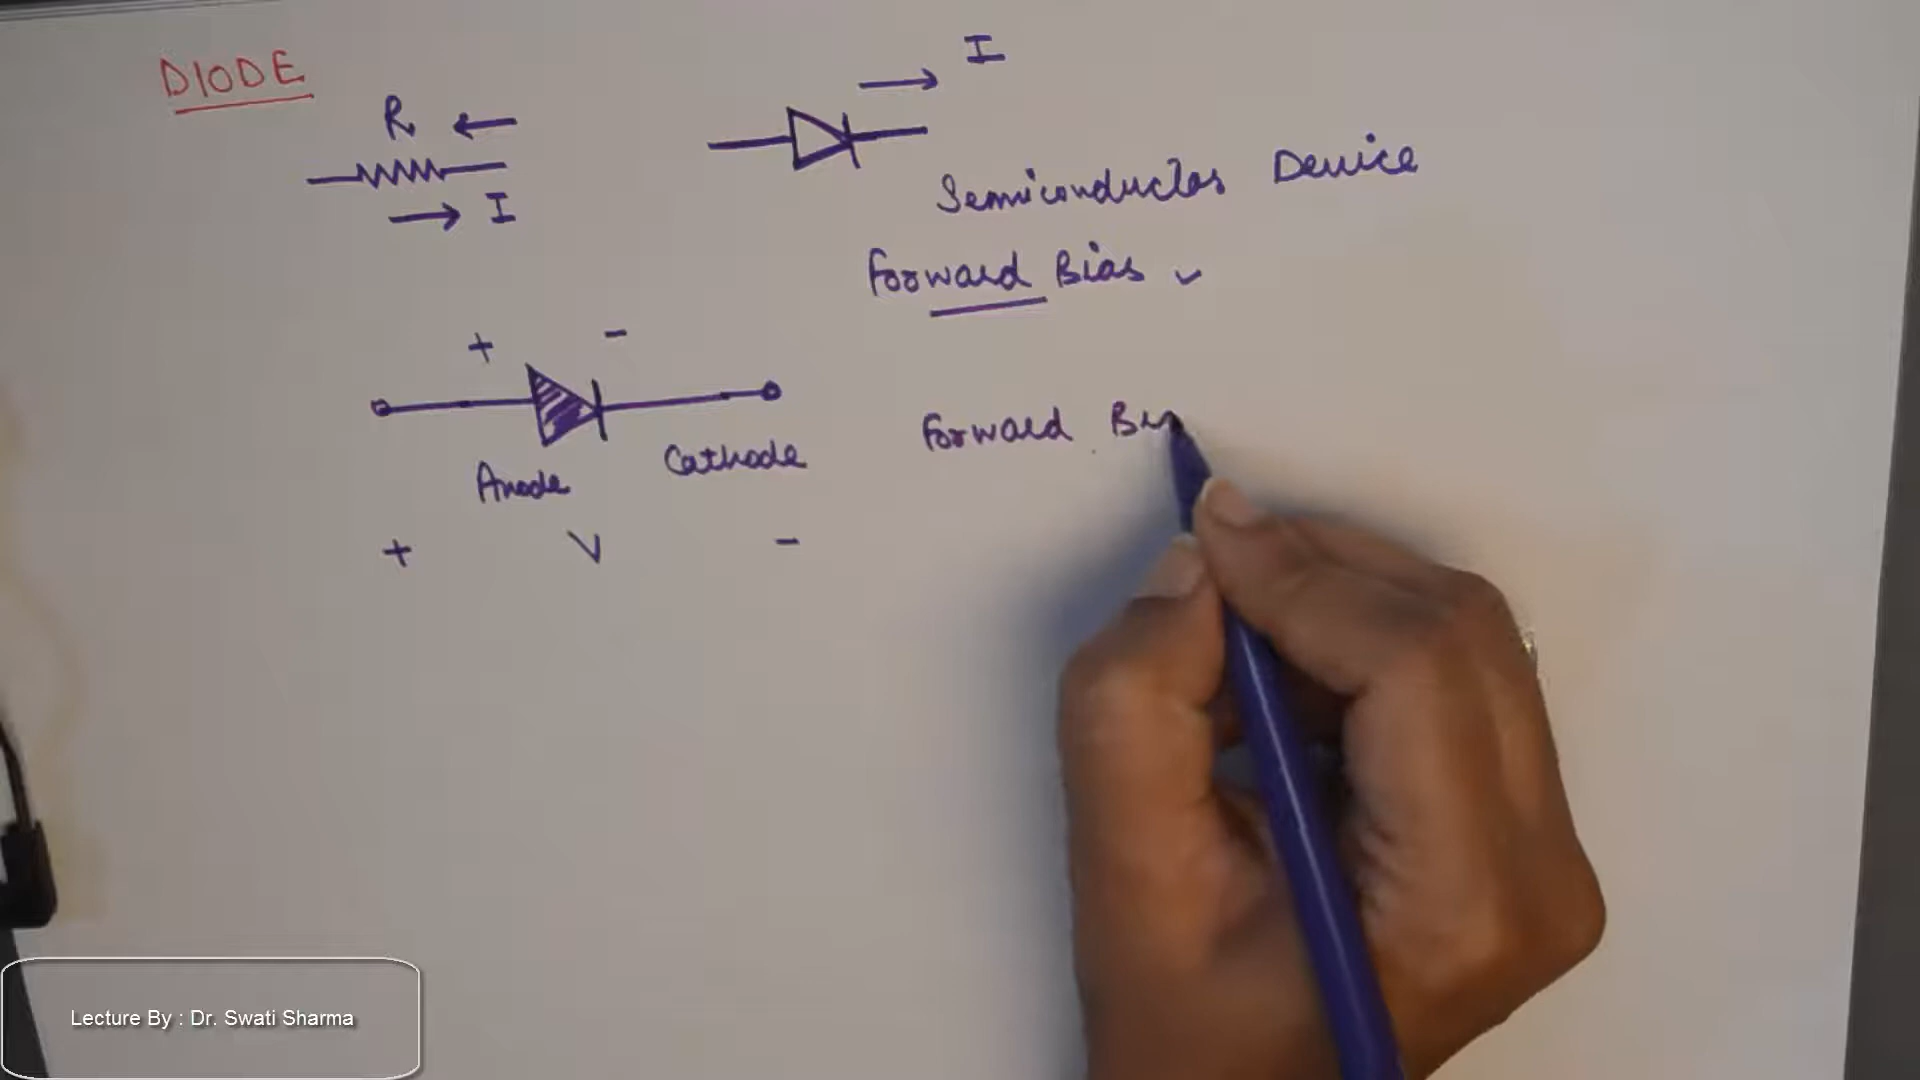 DIODE
R
I
I
Semiconductor Device
Forward Bias
+ -
Anode Cathode
+ V -
Forward
Lecture By : Dr. Swati Sharma